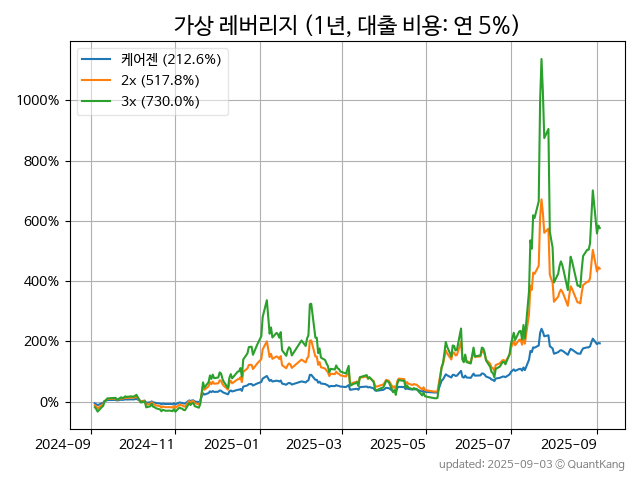 가상 레버리지 (1년, 대출 비용: 연 5%)
케어젠 (212.6%)
2x (517.8%)
3x (730.0%)
1000%
800%
600%
400%
200%
0%
2024-09 2024-11 2025-01 2025-03 2025-05 2025-07 2025-09
updated: 2025-09-03 © QuantKang